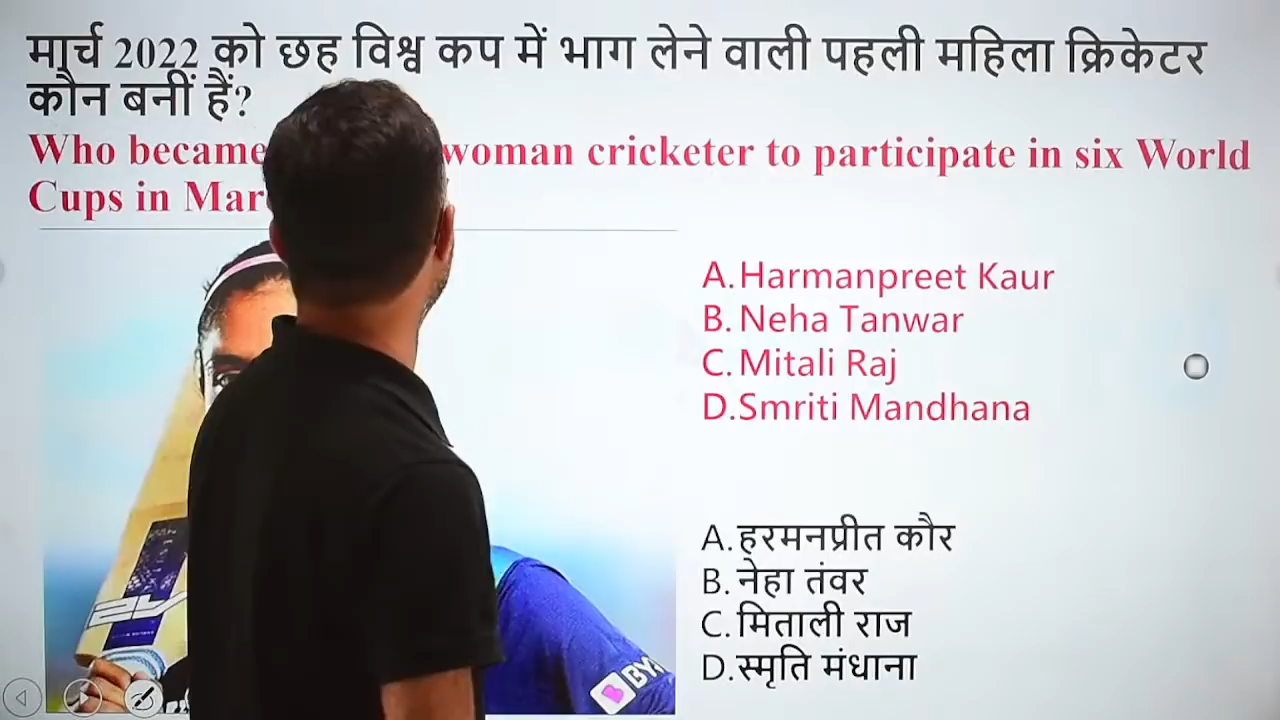 मार्च 2022 को छह विश्व कप में भाग लेने वाली पहली महिला क्रिकेटर
कौन बनीं हैं?
Who became woman cricketer to participate in six World
Cups in Mar
A.Harmanpreet Kaur
B. Neha Tanwar
C. Mitali Raj
D.Smriti Mandhana
A. हरमनप्रीत कौर
B. नेहा तंवर
C. मिताली राज
D.स्मृति मंधाना